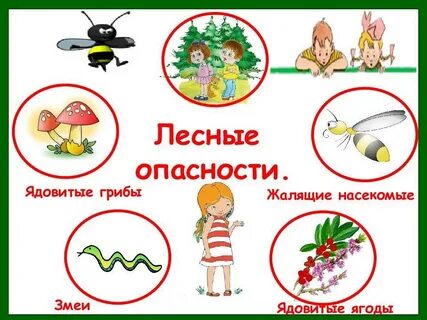 Лесные
опасности.
Ядовитые грибы
Жалящие насекомые
Змеи
Ядовитые ягоды